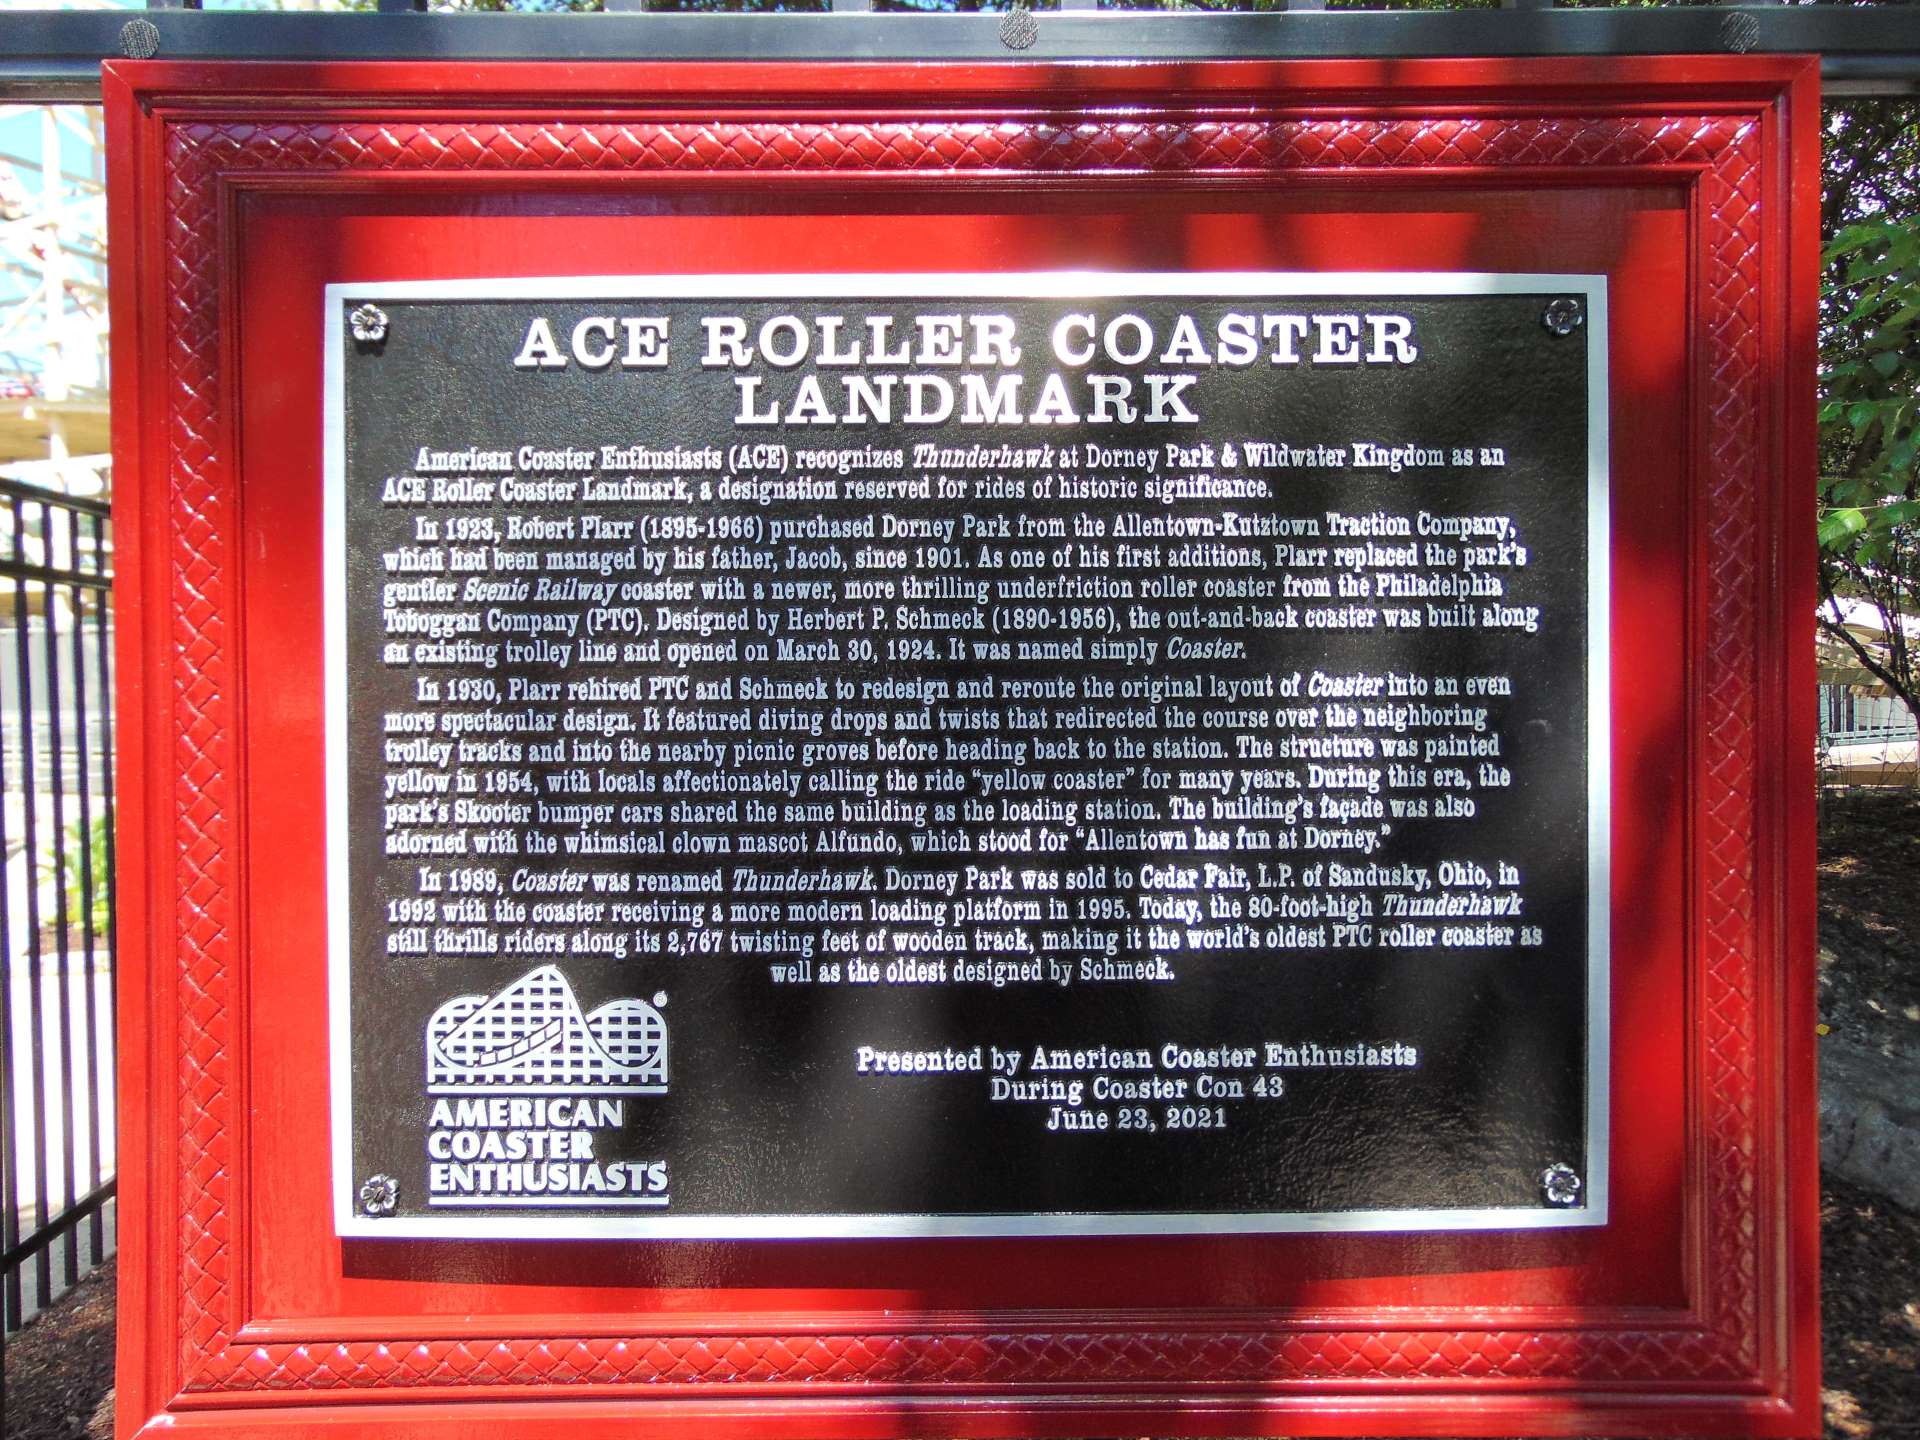 ACE ROLLER COASTER
LANDMARK
American Coaster Enthusiasts (ACE) recognizes Thunderhawk at Dorney Park & Wildwater Kingdom as an
ACE Roller Coaster Landmark, a designation reserved for rides of historic significance.
In 1923, Robert Plarr (1895-1966) purchased Dorney Park from the Allentown-Kutztown Traction Company,
which had been managed by his father, Jacob, since 1901. As one of his first additions, Plarr replaced the park's
gentler Scenic Railway coaster with a newer, more thrilling underfriction roller coaster from the Philadelphia
Toboggan Company (PTC). Designed by Herbert P. Schmeck (1890-1956), the out-and-back coaster was built along
an existing trolley line and opened on March 30, 1924. It was named simply Coaster.
In 1930, Plarr rehired PTC and Schmeck to redesign and reroute the original layout of Coaster into an even
more spectacular design. It featured diving drops and twists that redirected the course over the neighboring
trolley tracks and into the nearby picnic groves before heading back to the station. The structure was painted
yellow in 1954, with locals affectionately calling the ride "yellow coaster" for many years. During this era, the
park's Skooter bumper cars shared the same building as the loading station. The building's façade was also
adorned with the whimsical clown mascot Alfundo, which stood for "Allentown has fun at Dorney."
In 1989, Coaster was renamed Thunderhawk. Dorney Park was sold to Cedar Fair, L.P. of Sandusky, Ohio, in
1992 with the coaster receiving a more modern loading platform in 1995. Today, the 80-foot-high Thunderhawk
still thrills riders along its 2,767 twisting feet of wooden track, making it the world's oldest PTC roller coaster as
well as the oldest designed by Schmeck.
®
AMERICAN
COASTER
ENTHUSIASTS
Presented by American Coaster Enthusiasts
During Coaster Con 43
June 23, 2021